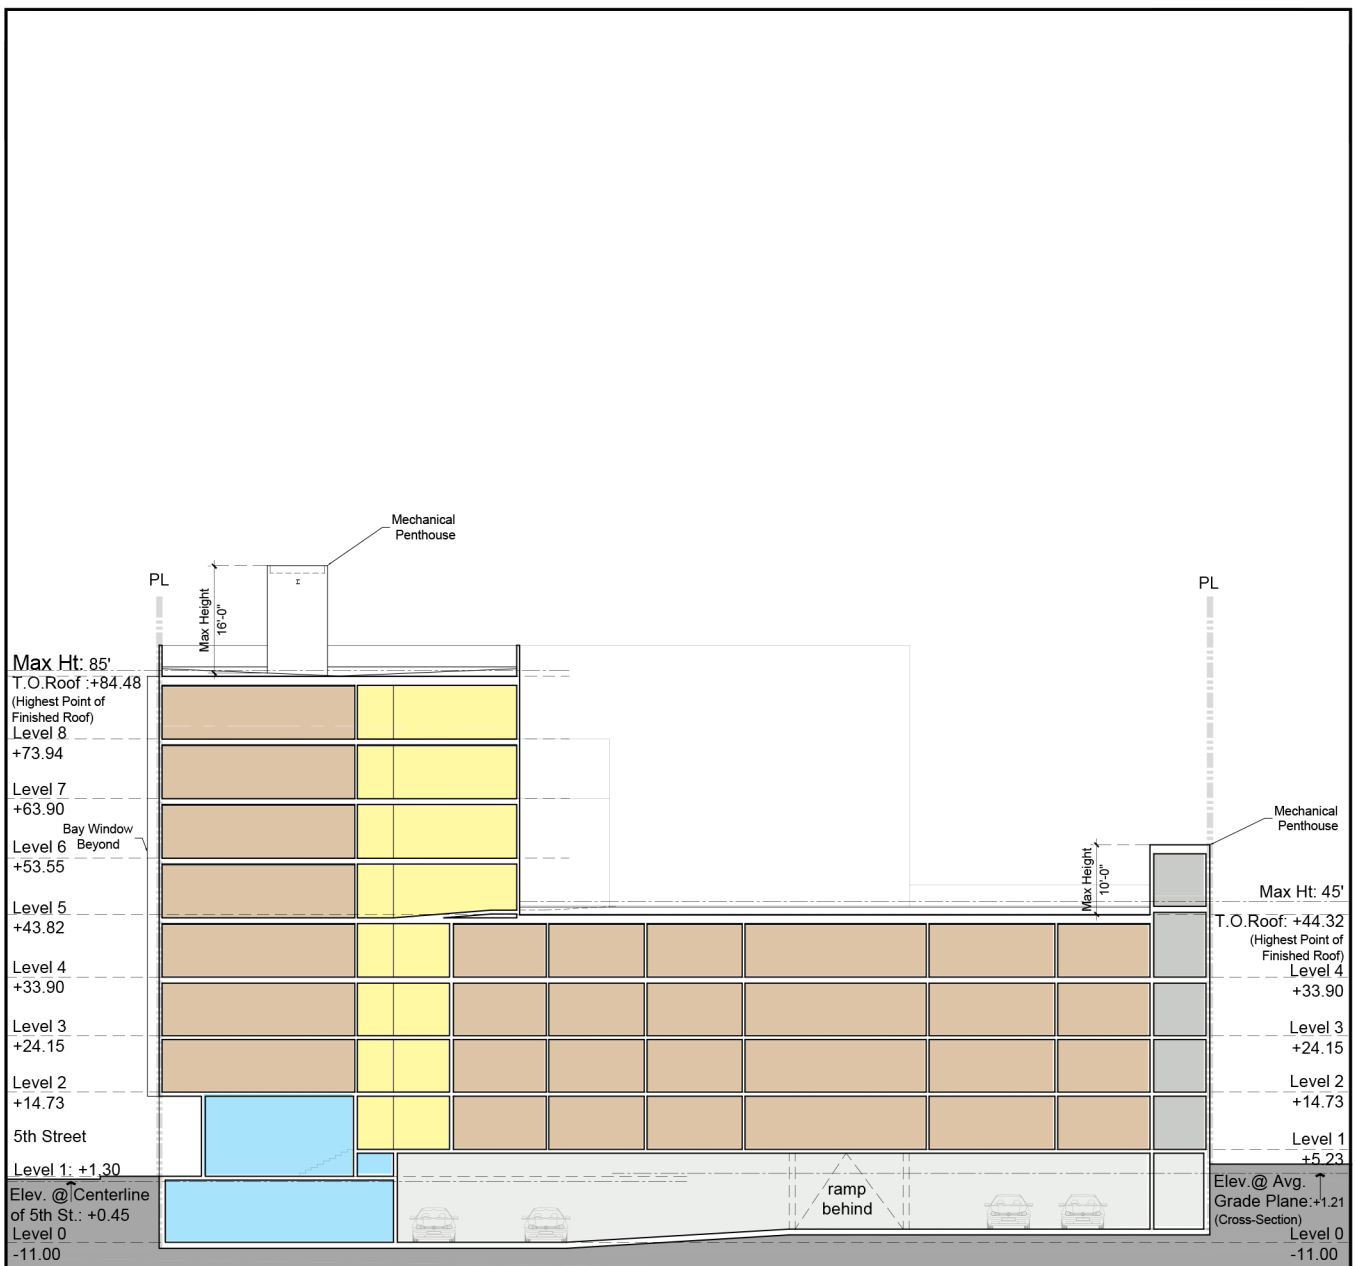 Mechanical
Penthouse
PL
PL
Max Height
16'-0"
Max Ht: 85'
T.O.Roof :+84.48
(Highest Point of
Finished Roof)
Level 8
+73.94
Level 7
+63.90
Bay Window
Beyond
Level 6
+53.55
Level 5
+43.82
Level 4
+33.90
Level 3
+24.15
Level 2
+14.73
5th Street
Level 1: +1.30
Elev. @ Centerline
of 5th St.: +0.45
Level 0
-11.00
ramp
behind
Mechanical
Penthouse
Max Height
10'-0"
Max Ht: 45'
T.O.Roof: +44.32
(Highest Point of
Finished Roof)
Level 4
+33.90
Level 3
+24.15
Level 2
+14.73
Level 1
+5.23
Elev.@ Avg.
Grade Plane:+1.21
(Cross-Section)
Level 0
-11.00